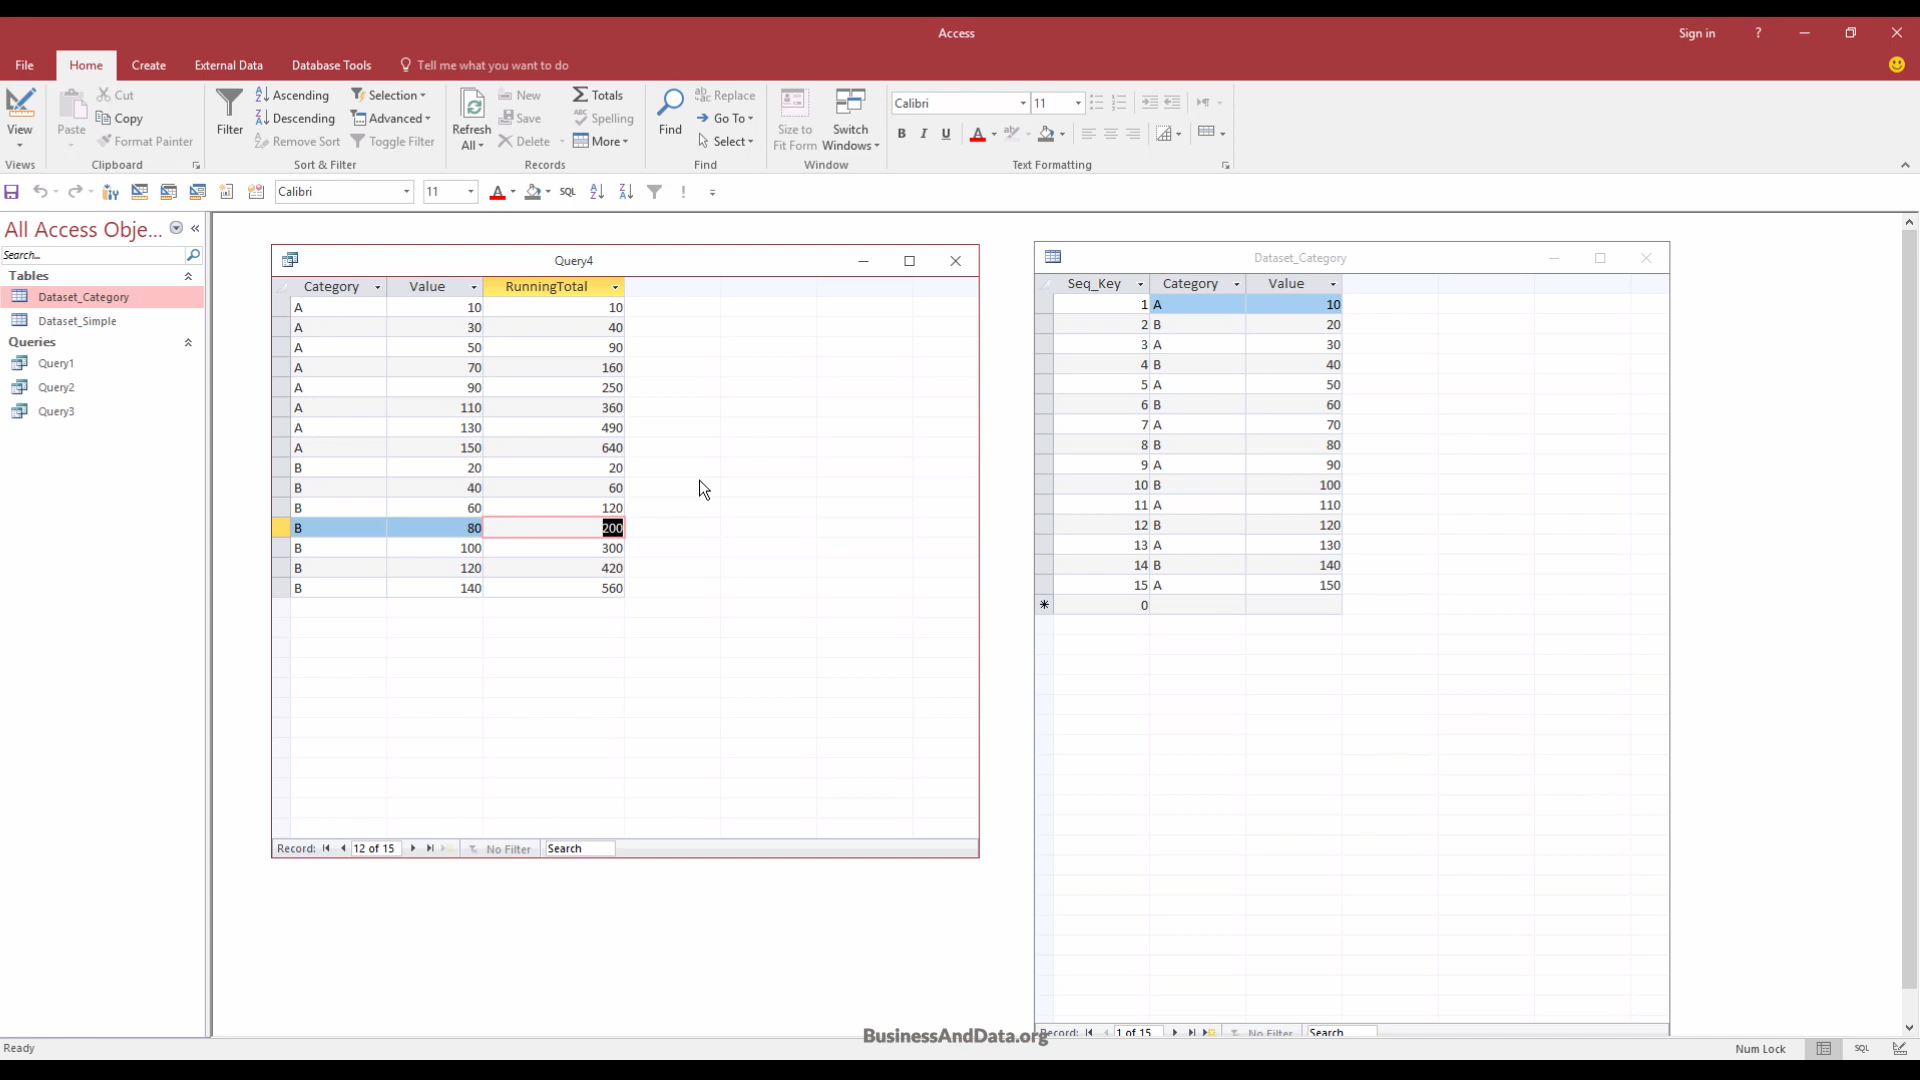 Access
Sign in ?
File Home Create External Data Database Tools Tell me what you want to do
View
Views
Paste
Cut
Copy
Format Painter
Clipboard
Filter
Ascending
Descending
Remove Sort
Selection
Advanced
Toggle Filter
Sort & Filter
Refresh
All
New
Save
Delete
Totals
Spelling
More
Records
Find
Replace
Go To
Select
Find
Size to
Fit Form
Switch
Windows
Window
Calibri 11
B I U A
Text Formatting
Calibri 11 A SQL
All Access Obje...
Search...
Tables
Dataset_Category
Dataset_Simple
Queries
Query1
Query2
Query3
Query4
Category Value RunningTotal
A 10 10
A 30 40
A 50 90
A 70 160
A 90 250
A 110 360
A 130 490
A 150 640
B 20 20
B 40 60
B 60 120
B 80 200
B 100 300
B 120 420
B 140 560
Record: 12 of 15 No Filter Search
Dataset_Category
Seq_Key Category Value
1 A 10
2 B 20
3 A 30
4 B 40
5 A 50
6 B 60
7 A 70
8 B 80
9 A 90
10 B 100
11 A 110
12 B 120
13 A 130
14 B 140
15 A 150
0
Record: 1 of 15 No Filter Search
BusinessAndData.org
Ready Num Lock SQL